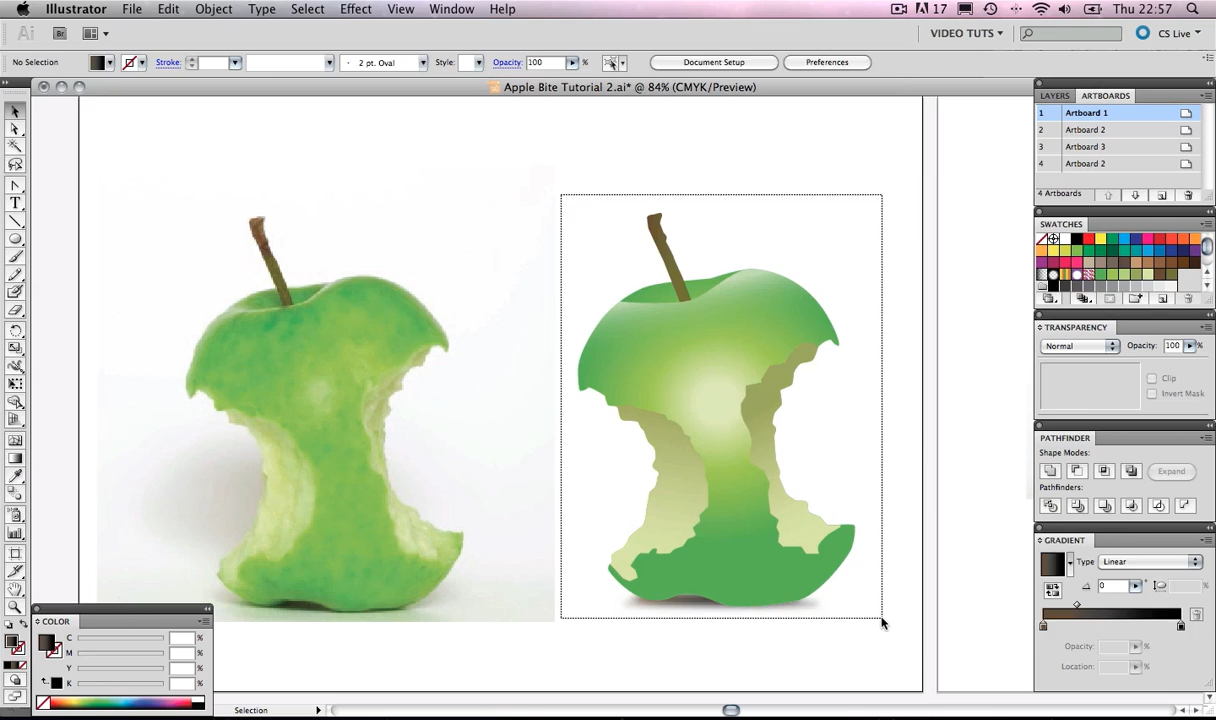 Illustrator File Edit Object Type Select Effect View Window Help 17 Thu 22:57
Ai Br VIDEO TUTS CS Live
No Selection Stroke: 2 pt. Oval Style: Opacity: 100 % Document Setup Preferences
Apple Bite Tutorial 2.ai* @ 84% (CMYK/Preview)
LAYERS ARTBOARDS
1 Artboard 1
2 Artboard 2
3 Artboard 3
4 Artboard 2
4 Artboards
SWATCHES
TRANSPARENCY
Normal Opacity: 100 %
Clip
Invert Mask
PATHFINDER
Shape Modes:
Expand
Pathfinders:
GRADIENT
Type Linear
0 °
%
Opacity: %
Location: %
COLOR
C %
M %
Y %
K %
Selection